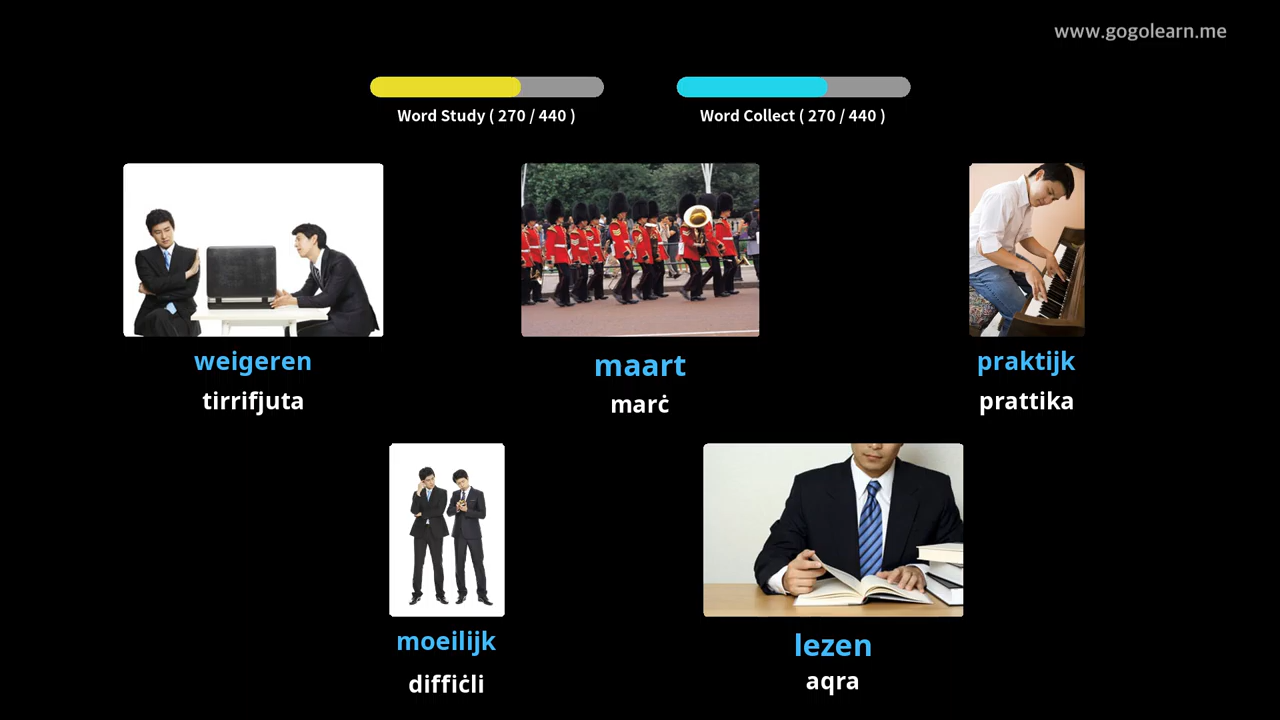 www.gogolearn.me
Word Study ( 270 / 440 )
Word Collect ( 270 / 440 )
weigeren
tirrifjuta
maart
marċ
praktijk
prattika
moeilijk
diffiċli
lezen
aqra